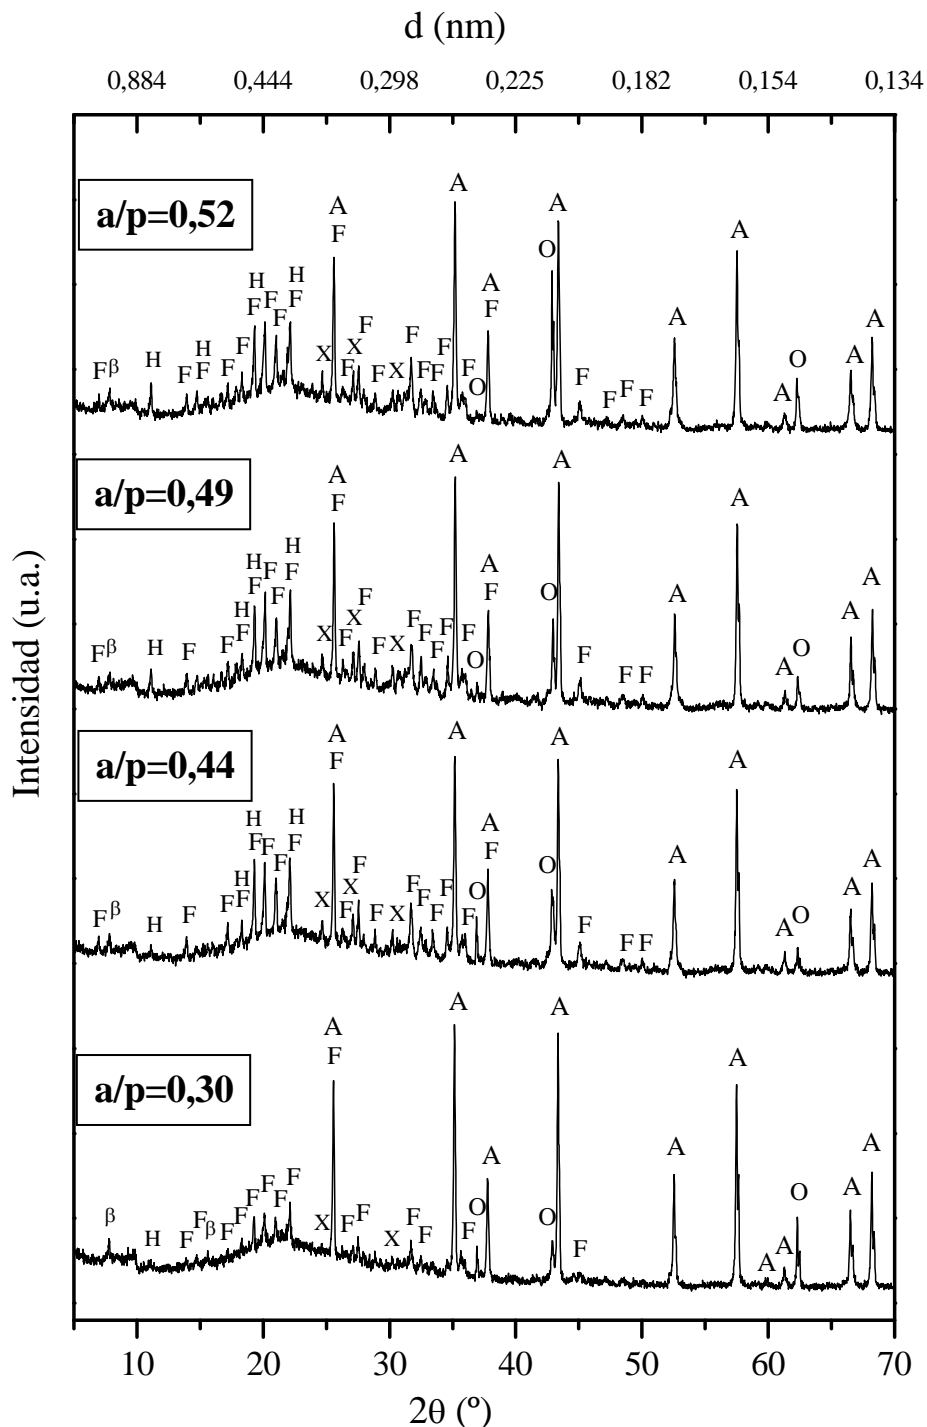 d (nm)
0,884 0,444 0,298 0,225 0,182 0,154 0,134
a/p=0,52
A
A
F
A
A
O
A
F
A
A
H
F
F
F
H
F
F β H F H
F
F F X F X
F F X F F F F F O F F F F A O A
a/p=0,49
A
A
F
A
A
H
F
F
F
H
F
F β H F F H
F X F X
F F X F F F F F O A
F O F F F A A O A A
a/p=0,44
A
F
A
A
A
H
F
F
F
H
F
F β H F F H
F X F X
F F X F F F F F O A
F O F F F A A O A A
a/p=0,30
A
F
A
A
A
β H F F β F F F F F F X F F X F F F O A O F A A A O A A
Intensidad (u.a.)
10 20 30 40 50 60 70
2θ (º)